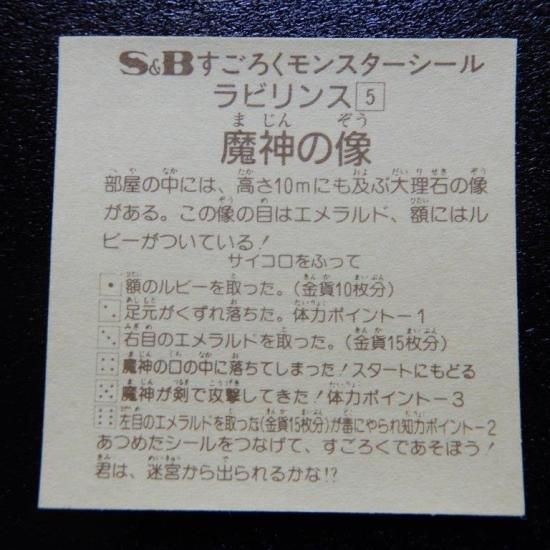 S&Bすごろくモンスターシール
ラビリンス5
魔神の像
部屋の中には、高さ10mにも及ぶ大理石の像
がある。この像の目はエメラルド、額にはル
ビーがついている!
サイコロをふって
額のルビーを取った。(金貨10枚分)
足元がくずれ落ちた。体力ポイントー1
右目のエメラルドを取った。(金貨15枚分)
魔神の口の中に落ちてしまった!スタートにもどる
魔神が剣で攻撃してきた!体力ポイントー3
左目のエメラルドを取った(金貨15枚分)が毒にやられ知力ポイントー2
あつめたシールをつなげて、すごろくであそぼう!
君は、迷宮から出られるかな!?